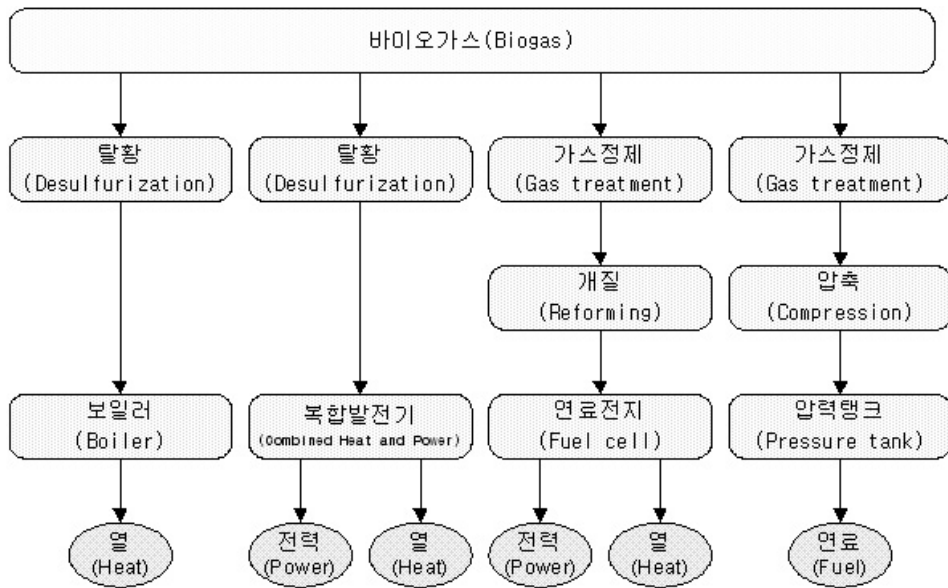 바이오가스(Biogas)
탈황
(Desulfurization)
탈황
(Desulfurization)
가스정제
(Gas treatment)
가스정제
(Gas treatment)
개질
(Reforming)
압축
(Compression)
보일러
(Boiler)
복합발전기
(Combined Heat and Power)
연료전지
(Fuel cell)
압력탱크
(Pressure tank)
열
(Heat)
전력
(Power)
열
(Heat)
전력
(Power)
열
(Heat)
연료
(Fuel)